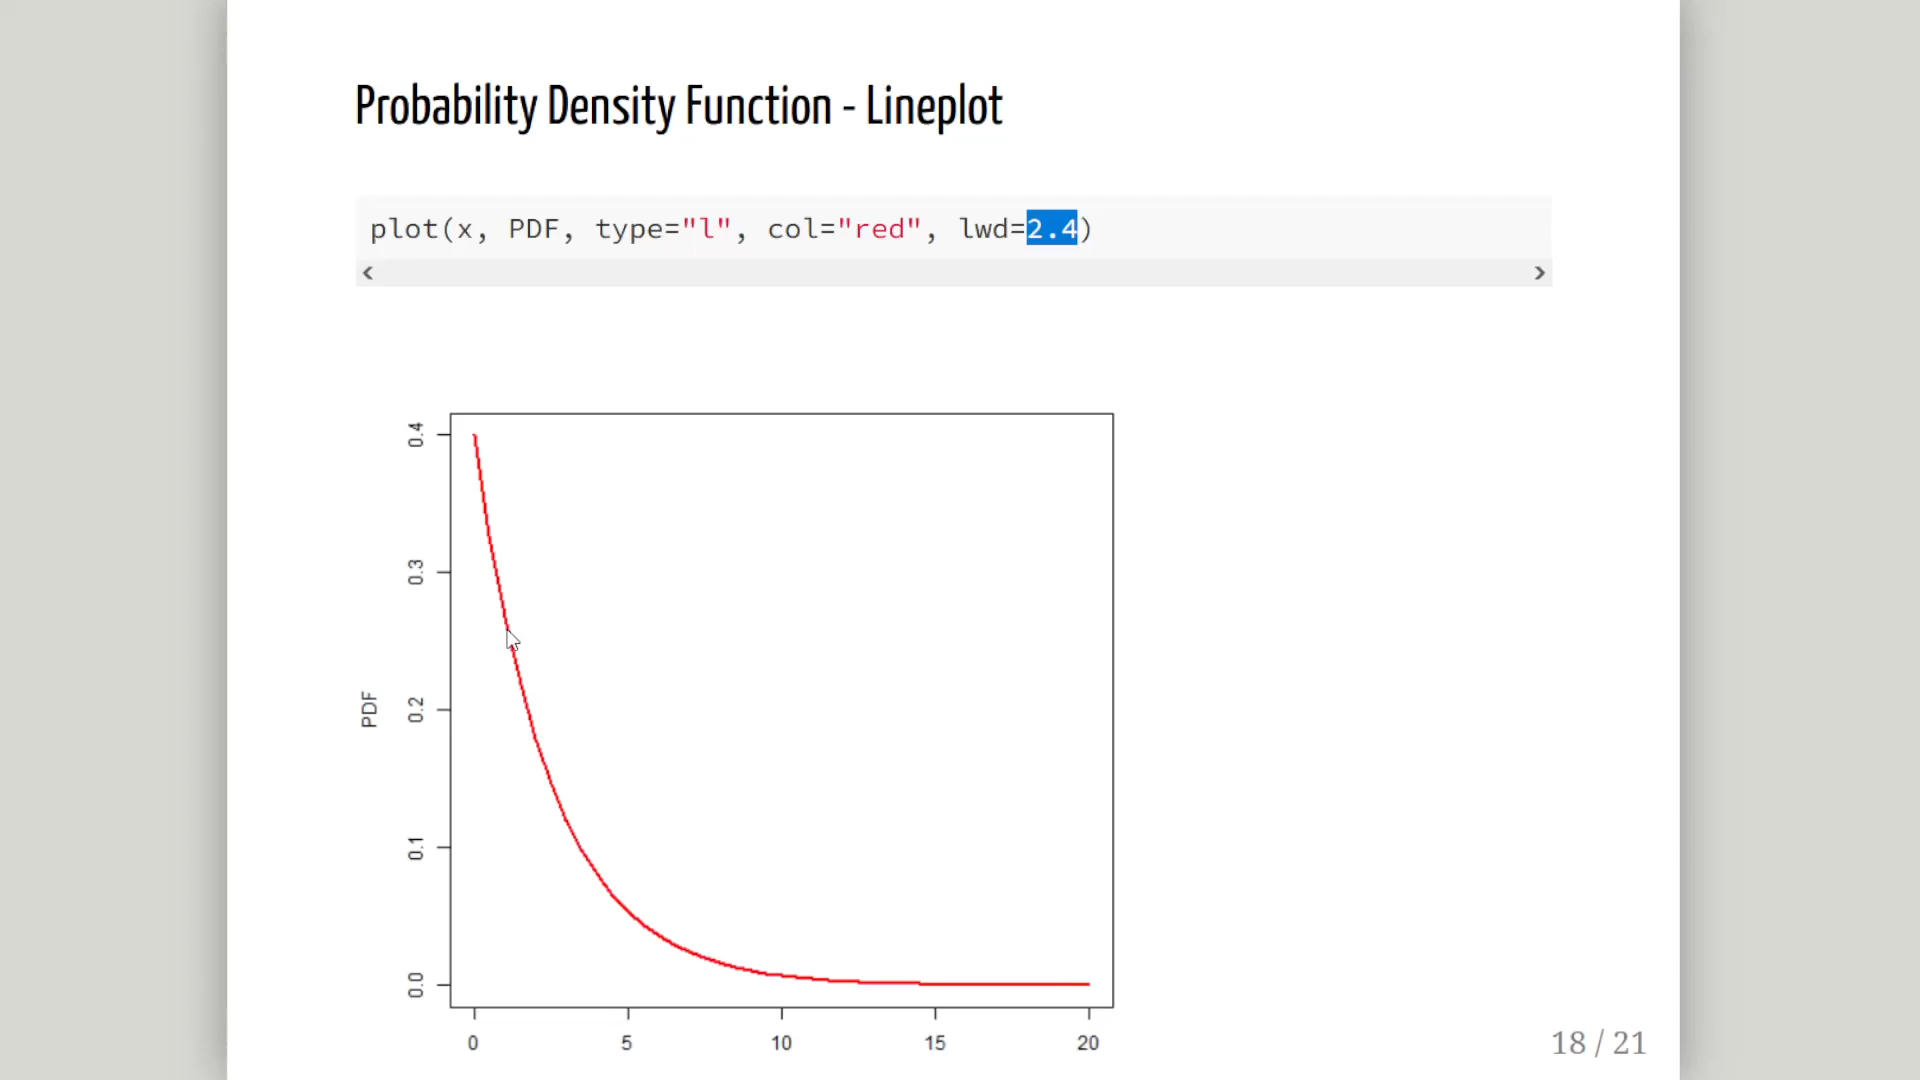 Probability Density Function - Lineplot
plot(x, PDF, type="l", col="red", lwd=2.4)
0.4
0.3
PDF
0.2
0.1
0.0
0 5 10 15 20
18 / 21